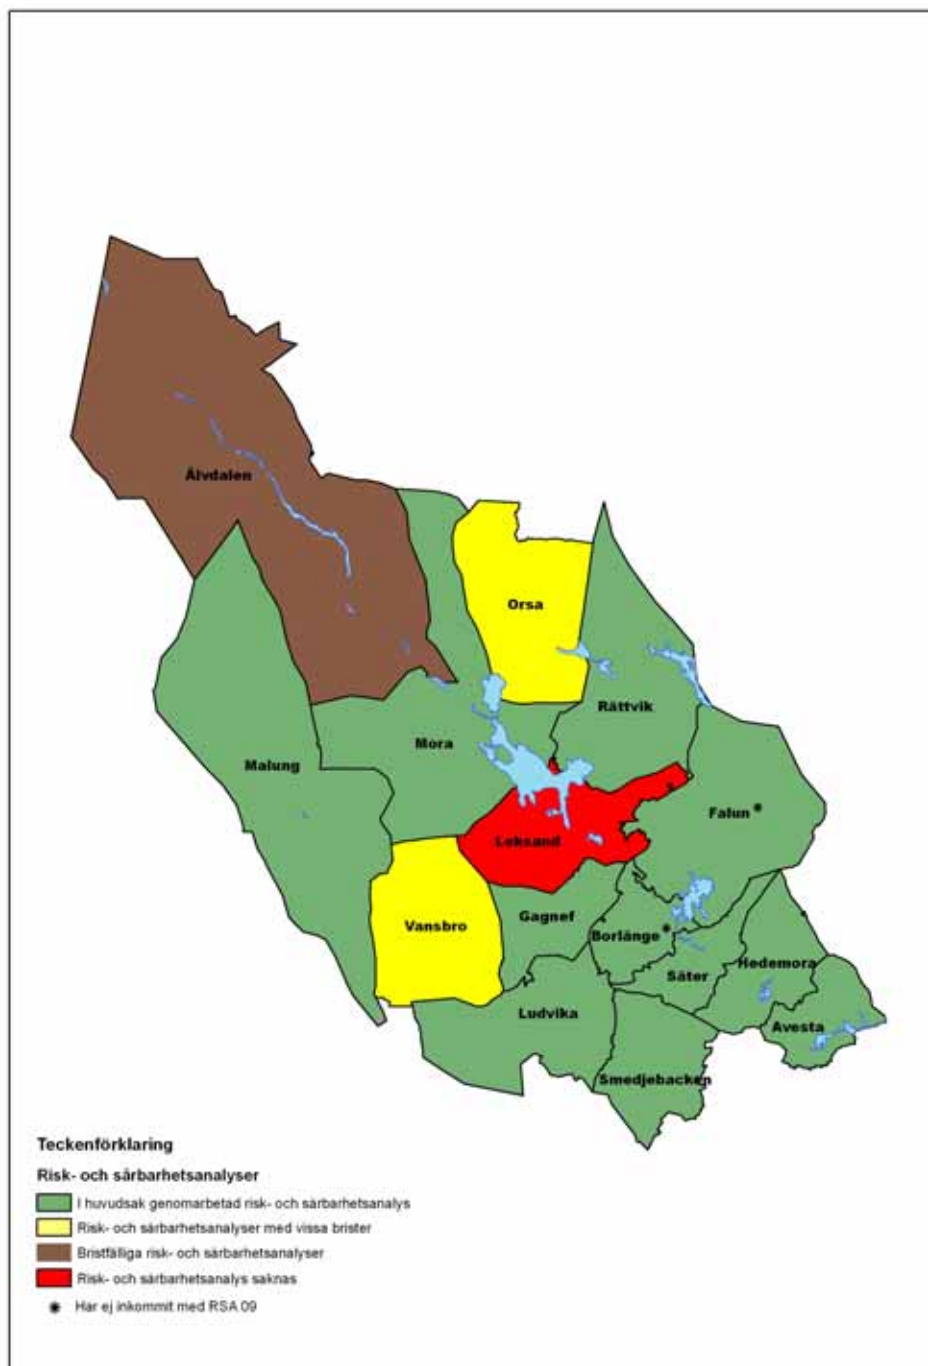 Älvdalen
Orsa
Rättvik
Mora
Malung
Falun *
Leksand
Gagnef
Vansbro
Borlänge *
Hedemora
Säter
Ludvika
Avesta
Smedjebacken
Teckenförklaring
Risk- och sårbarhetsanalyser
I huvudsak genomarbetad risk- och sårbarhetsanalys
Risk- och sårbarhetsanalyser med vissa brister
Bristfälliga risk- och sårbarhetsanalyser
Risk- och sårbarhetsanalys saknas
* Har ej inkommit med RSA 09